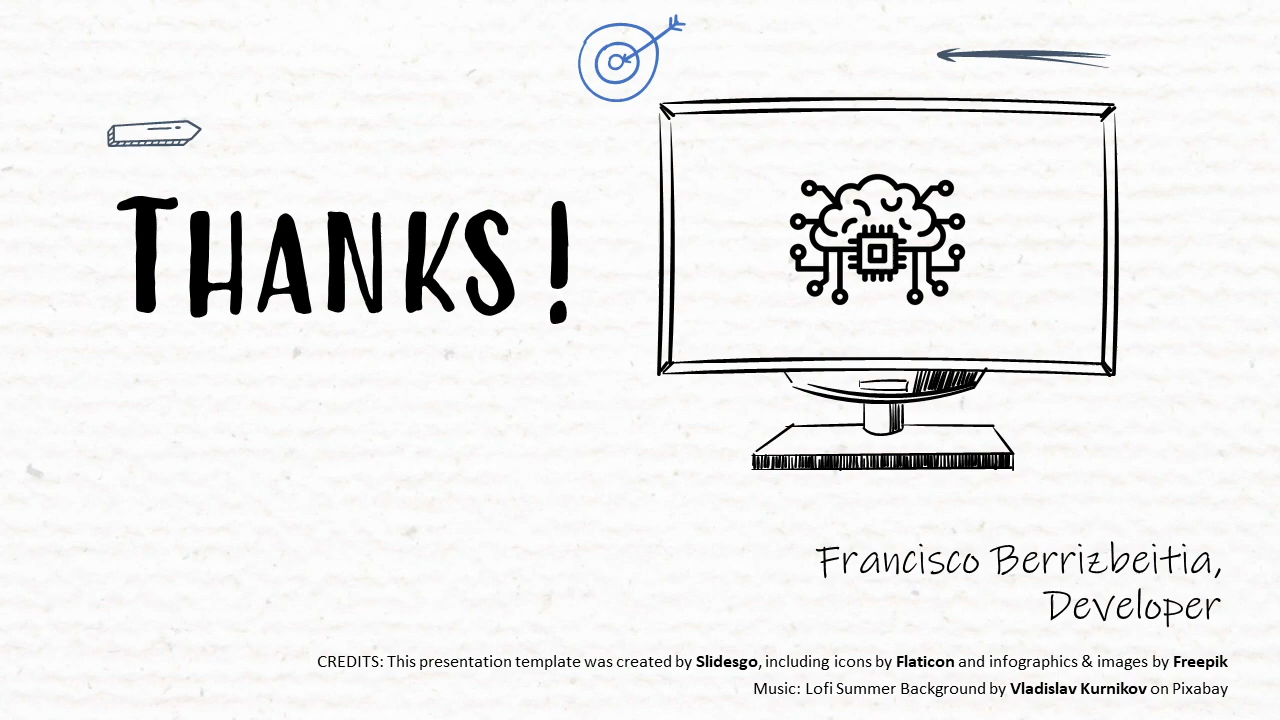 THANKS!
Francisco Berrizbeitia,
Developer
CREDITS: This presentation template was created by Slidesgo, including icons by Flaticon and infographics & images by Freepik
Music: Lofi Summer Background by Vladislav Kurnikov on Pixabay